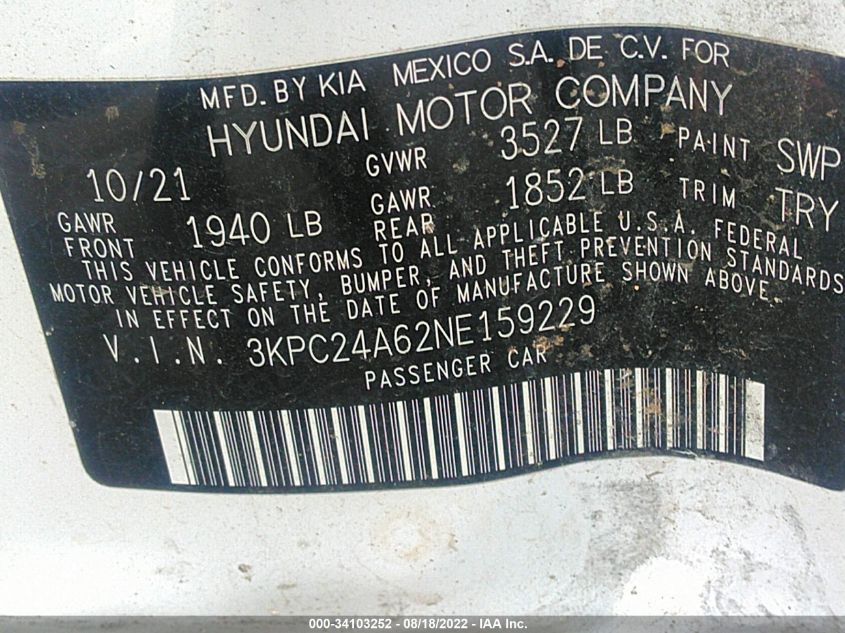 MFD. BY KIA MEXICO S.A. DE C.V. FOR
HYUNDAI MOTOR COMPANY
10/21 GVWR 3527 LB PAINT SWP
GAWR FRONT 1940 LB GAWR REAR 1852 LB TRIM TRY
THIS VEHICLE CONFORMS TO ALL APPLICABLE U.S.A. FEDERAL
MOTOR VEHICLE SAFETY, BUMPER, AND THEFT PREVENTION STANDARDS
IN EFFECT ON THE DATE OF MANUFACTURE SHOWN ABOVE.
V.I.N. 3KPC24A62NE159229
PASSENGER CAR
000-34103252 - 08/18/2022 - IAA Inc.